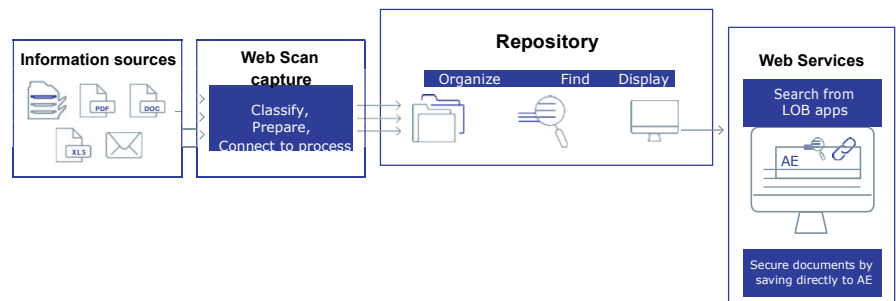 Information sources
PDF
DOC
XLS
Web Scan
capture
Classify,
Prepare,
Connect to process
Repository
Organize Find Display
Web Services
Search from
LOB apps
AE
Secure documents by
saving directly to AE